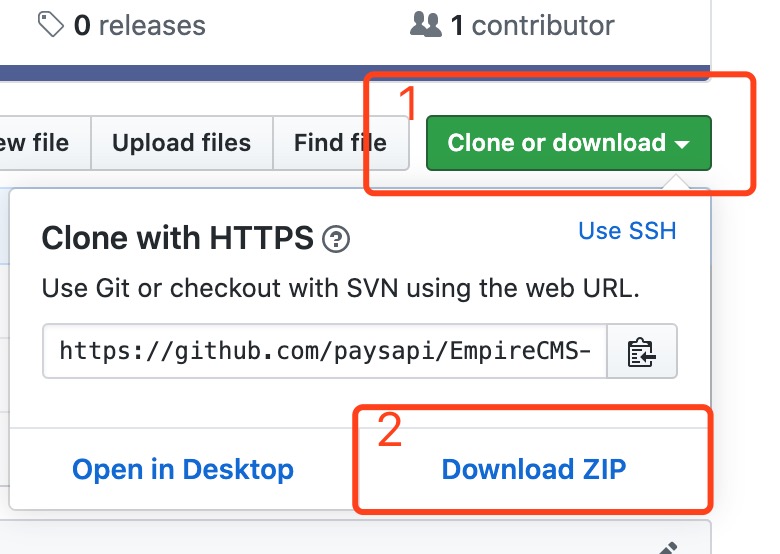 0 releases
1 contributor
1
ew file
Upload files
Find file
Clone or download
Clone with HTTPS
Use SSH
Use Git or checkout with SVN using the web URL.
https://github.com/paysapi/EmpireCMS-
2
Open in Desktop
Download ZIP